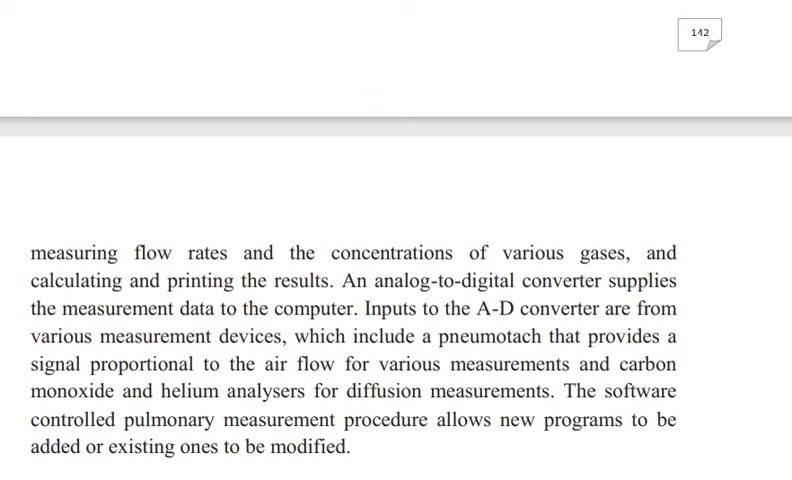 142
measuring flow rates and the concentrations of various gases, and
calculating and printing the results. An analog-to-digital converter supplies
the measurement data to the computer. Inputs to the A-D converter are from
various measurement devices, which include a pneumotach that provides a
signal proportional to the air flow for various measurements and carbon
monoxide and helium analysers for diffusion measurements. The software
controlled pulmonary measurement procedure allows new programs to be
added or existing ones to be modified.